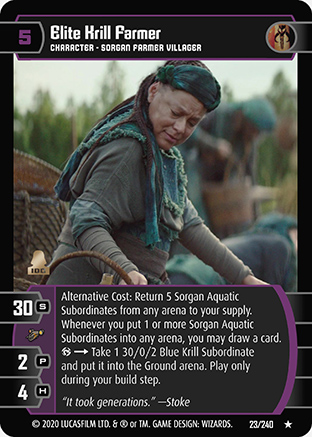 5
Elite Krill Farmer
CHARACTER - SORGAN FARMER VILLAGER
IDC
30 S
2 P
4 H
Alternative Cost: Return 5 Sorgan Aquatic
Subordinates from any arena to your supply.
Whenever you put 1 or more Sorgan Aquatic
Subordinates into any arena, you may draw a card.
→ Take 1 30/0/2 Blue Krill Subordinate
and put it into the Ground arena. Play only
during your build step.
"It took generations." —Stoke
© 2020 LUCASFILM LTD. & ® or TM. GAME DESIGN: WIZARDS.
23/240 ★